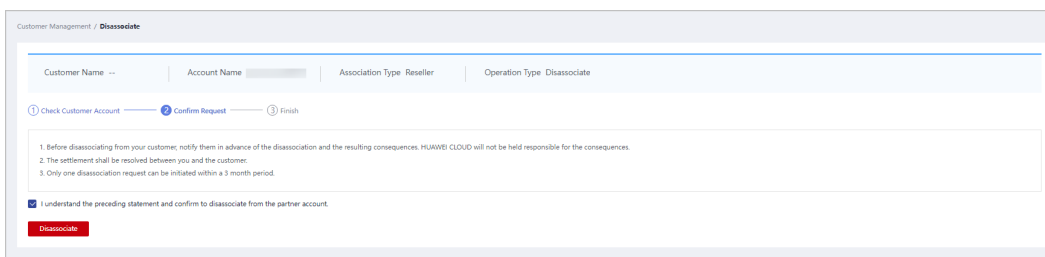 Customer Management / Disassociate
Customer Name -- Account Name Association Type Reseller Operation Type Disassociate
1 Check Customer Account 2 Confirm Request 3 Finish
1. Before disassociating from your customer, notify them in advance of the disassociation and the resulting consequences. HUAWEI CLOUD will not be held responsible for the consequences.
2. The settlement shall be resolved between you and the customer.
3. Only one disassociation request can be initiated within a 3 month period.
I understand the preceding statement and confirm to disassociate from the partner account.
Disassociate